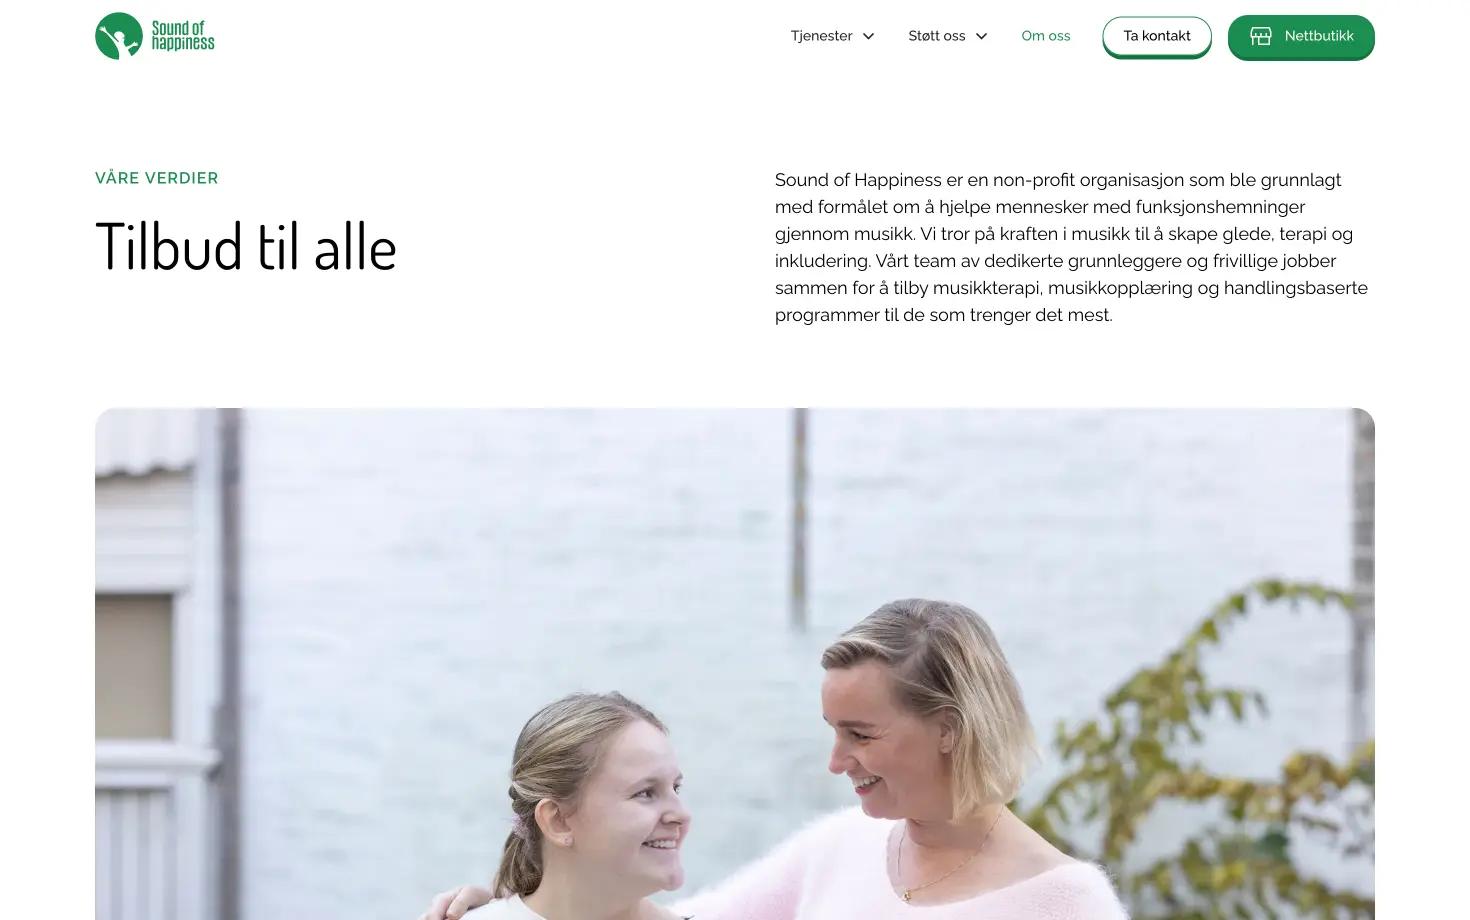 Sound of
happiness
Tjenester
Støtt oss
Om oss
Ta kontakt
Nettbutikk
VÅRE VERDIER
Tilbud til alle
Sound of Happiness er en non-profit organisasjon som ble grunnlagt
med formålet om å hjelpe mennesker med funksjonshemninger
gjennom musikk. Vi tror på kraften i musikk til å skape glede, terapi og
inkludering. Vårt team av dedikerte grunnleggere og frivillige jobber
sammen for å tilby musikkterapi, musikkopplæring og handlingsbaserte
programmer til de som trenger det mest.